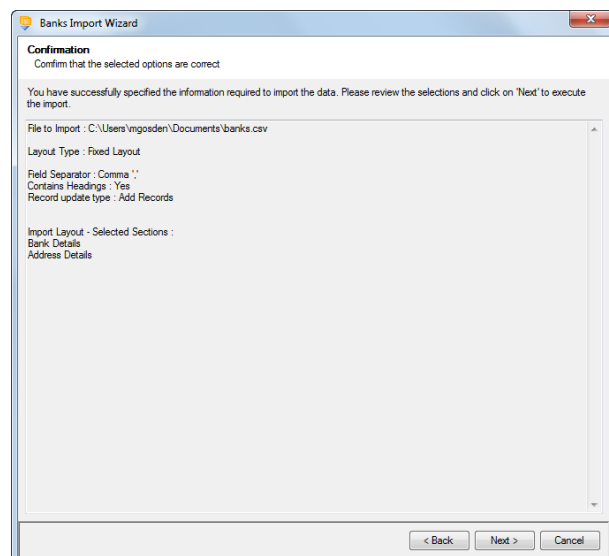 Banks Import Wizard
Confirmation
Comfirm that the selected options are correct
You have successfully specified the information required to import the data. Please review the selections and click on 'Next' to execute
the import.
File to Import : C:\Users\mgosden\Documents\banks.csv
Layout Type : Fixed Layout
Field Separator : Comma ','
Contains Headings : Yes
Record update type : Add Records
Import Layout - Selected Sections :
Bank Details
Address Details
< Back Next > Cancel